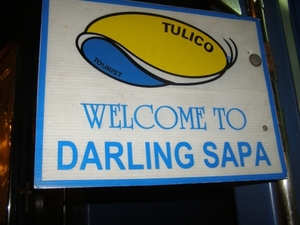 TULICO
TOURIST
WELCOME TO
DARLING SAPA